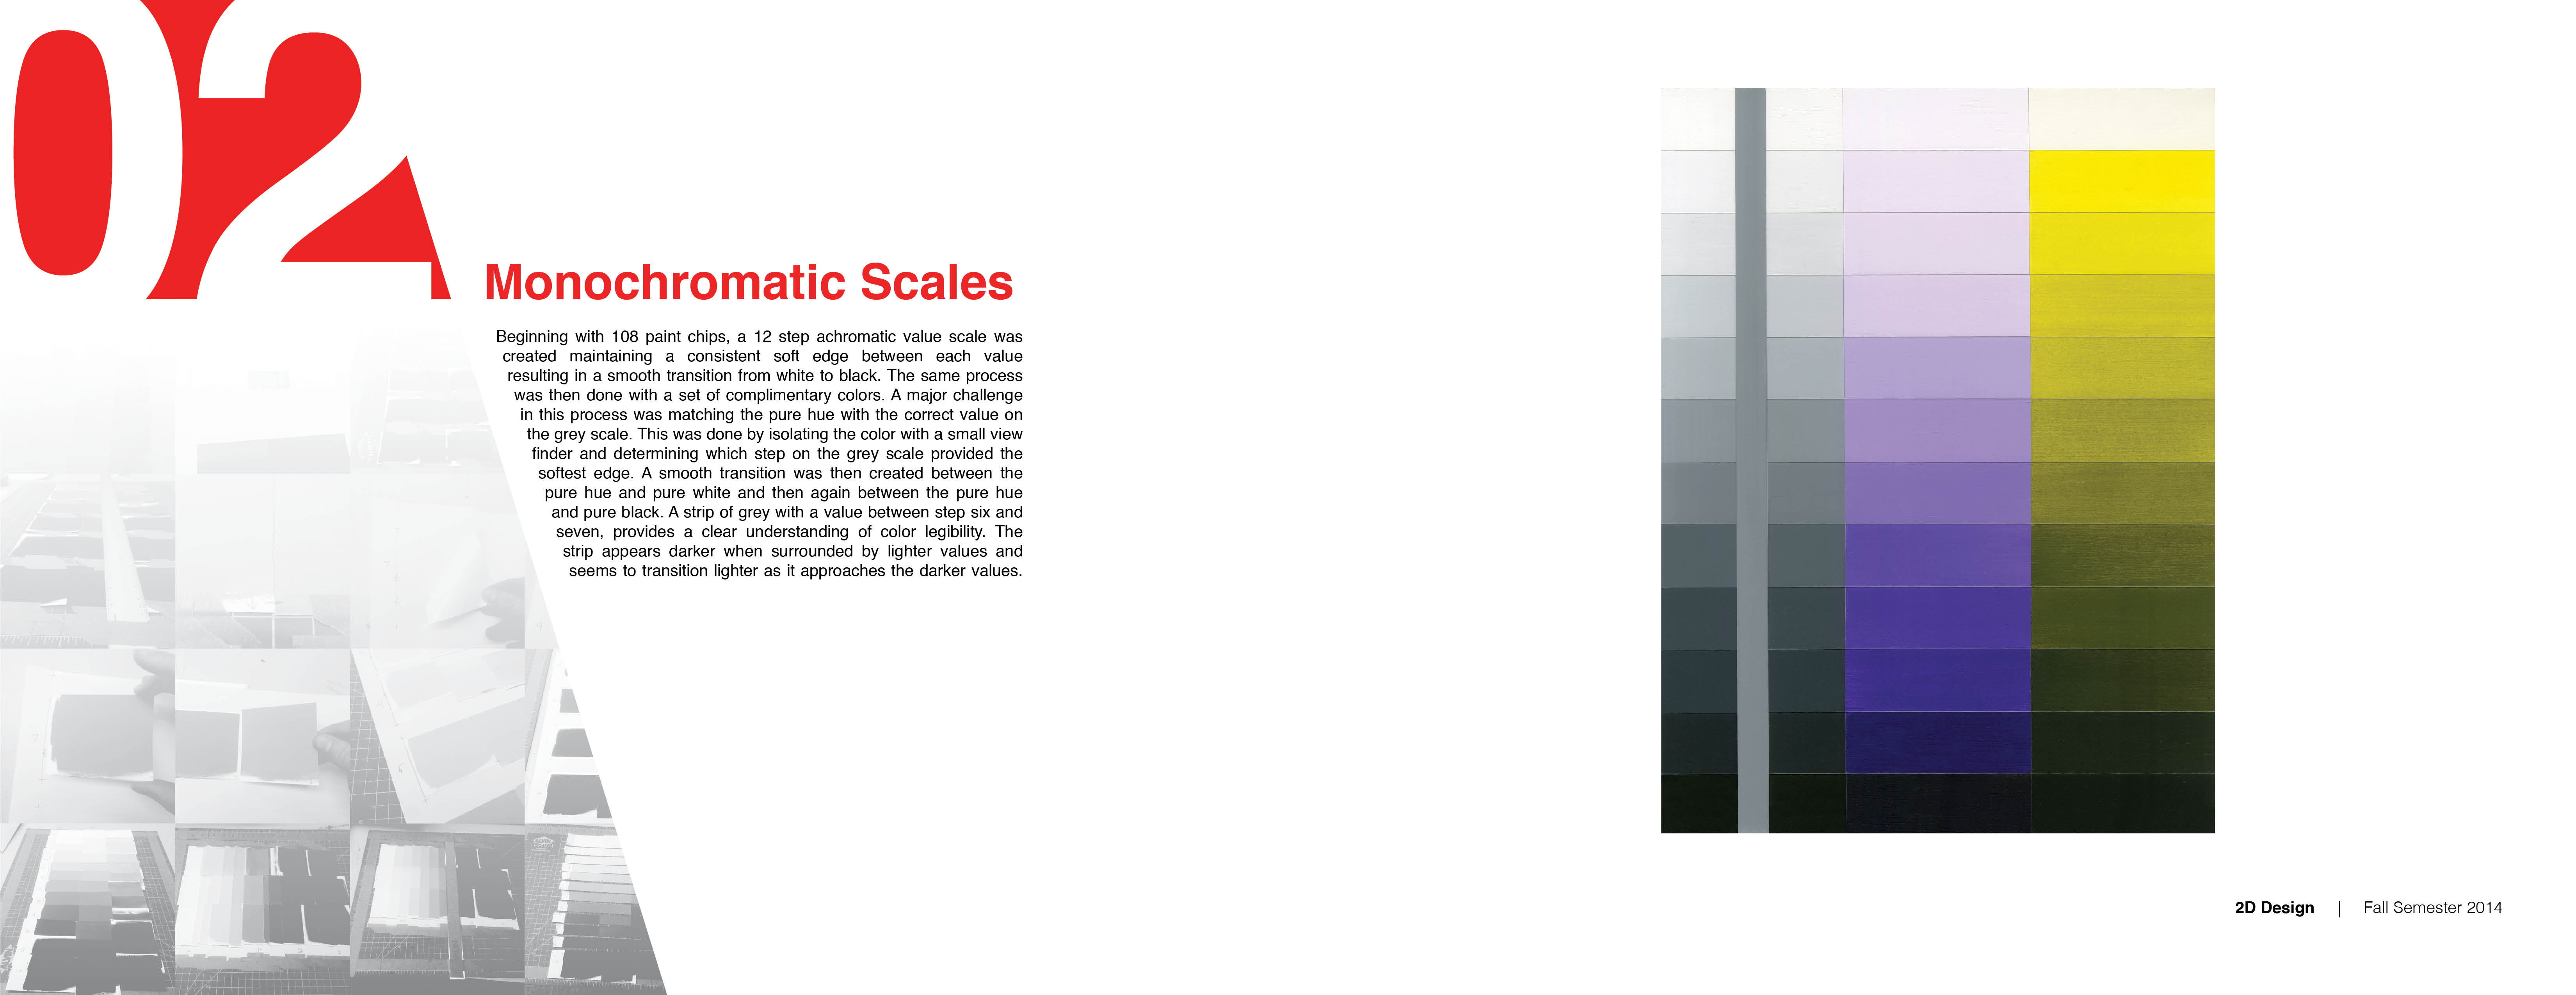 02
Monochromatic Scales
Beginning with 108 paint chips, a 12 step achromatic value scale was
created maintaining a consistent soft edge between each value
resulting in a smooth transition from white to black. The same process
was then done with a set of complimentary colors. A major challenge
in this process was matching the pure hue with the correct value on
the grey scale. This was done by isolating the color with a small view
finder and determining which step on the grey scale provided the
softest edge. A smooth transition was then created between the
pure hue and pure white and then again between the pure hue
and pure black. A strip of grey with a value between step six and
seven, provides a clear understanding of color legibility. The
strip appears darker when surrounded by lighter values and
seems to transition lighter as it approaches the darker values.
2D Design | Fall Semester 2014